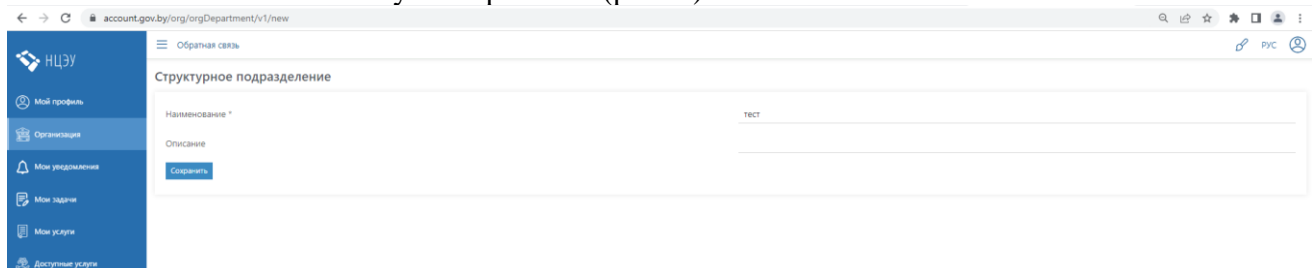 account.gov.by/org/orgDepartment/v1/new
НЦЭУ
Обратная связь
РУС
Структурное подразделение
Мой профиль
Наименование *
тест
Организация
Описание
Мои уведомления
Сохранить
Мои задачи
Мои услуги
Доступные услуги